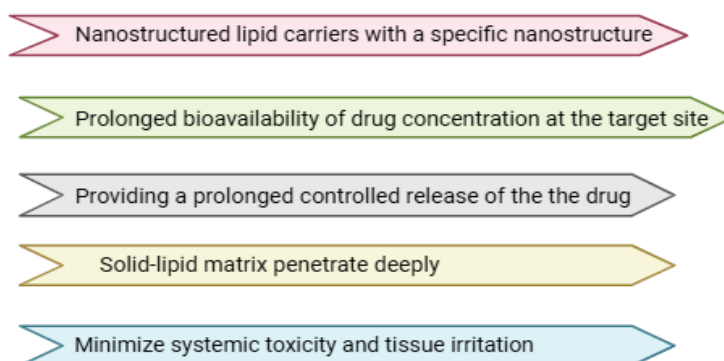 Nanostructured lipid carriers with a specific nanostructure
Prolonged bioavailability of drug concentration at the target site
Providing a prolonged controlled release of the the drug
Solid-lipid matrix penetrate deeply
Minimize systemic toxicity and tissue irritation